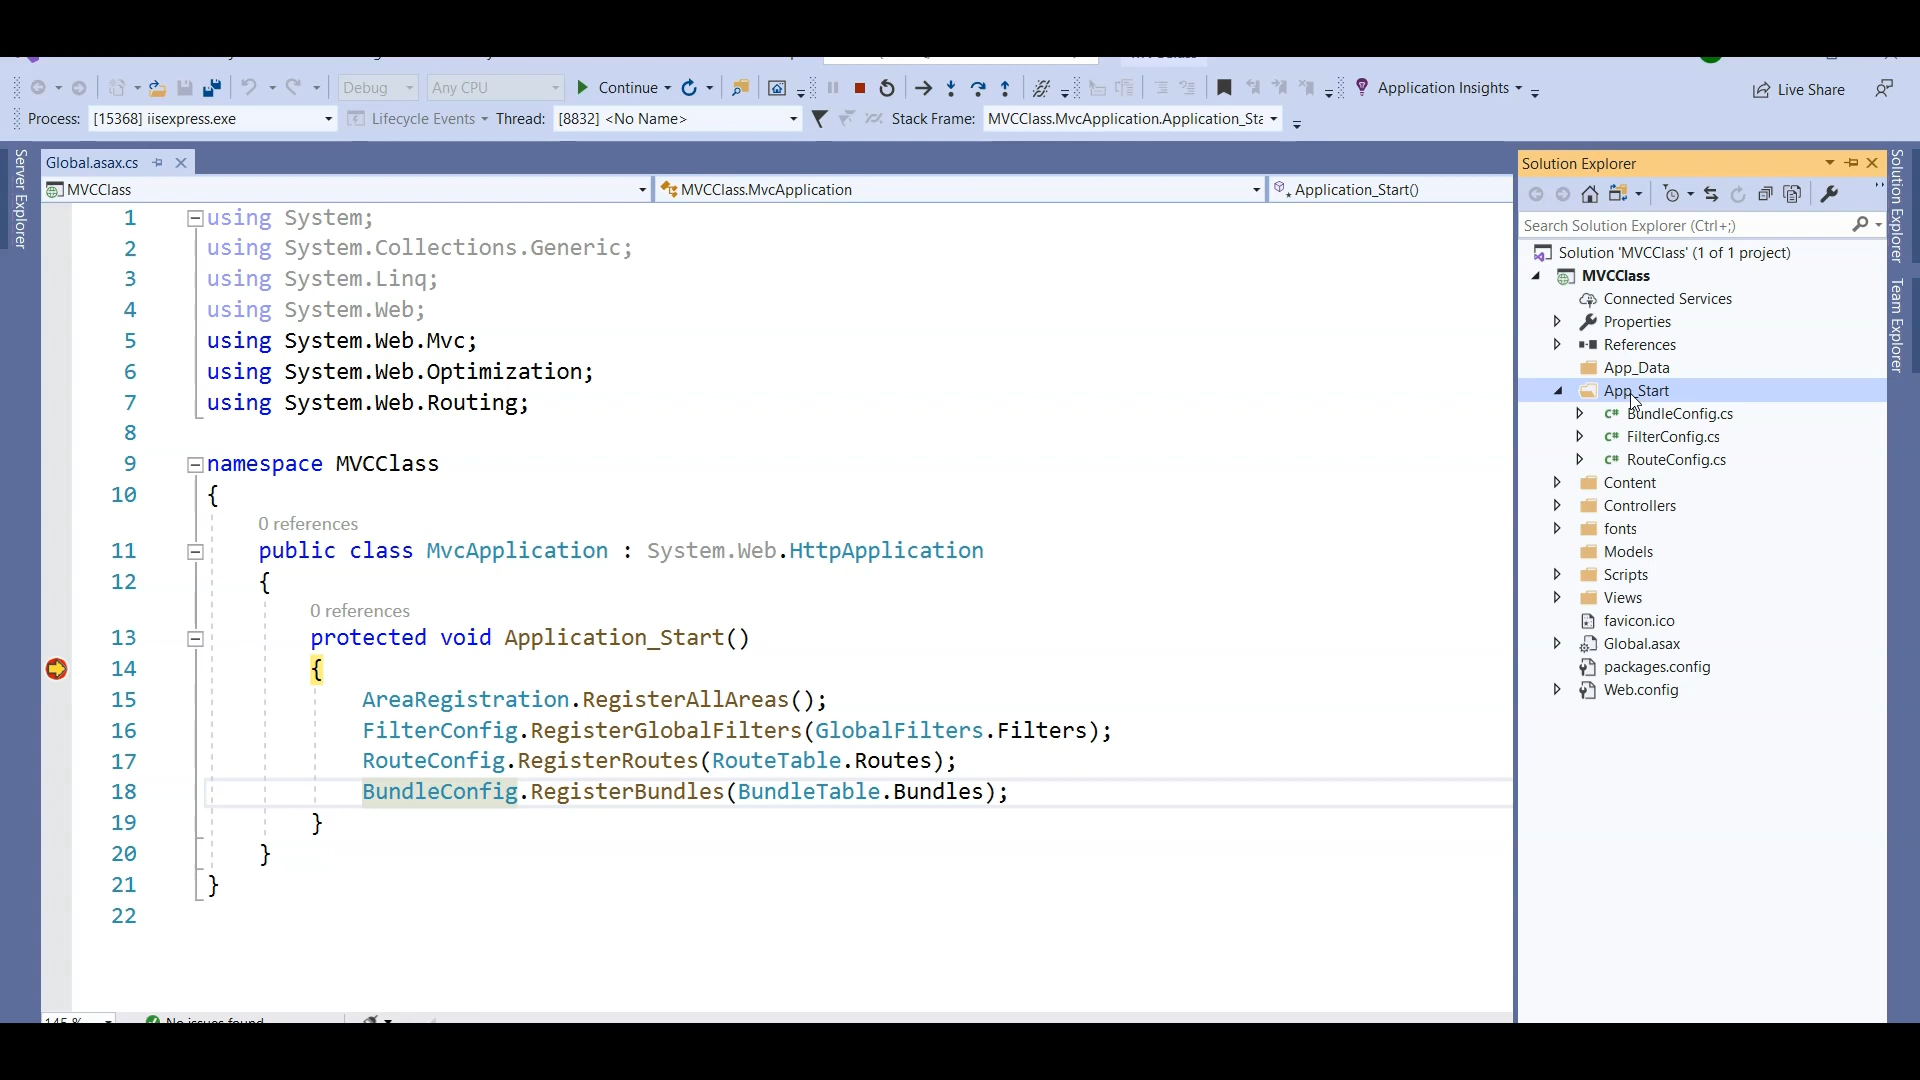 Debug Any CPU Continue Application Insights Live Share
Process: [15368] iisexpress.exe Lifecycle Events Thread: [8832] <No Name> Stack Frame: MVCClass.MvcApplication.Application_Sta
Server Explorer
Global.asax.cs
MVCClass MVCClass.MvcApplication Application_Start()
1 using System;
2 using System.Collections.Generic;
3 using System.Linq;
4 using System.Web;
5 using System.Web.Mvc;
6 using System.Web.Optimization;
7 using System.Web.Routing;
8
9 namespace MVCClass
10 {
0 references
11 public class MvcApplication : System.Web.HttpApplication
12 {
0 references
13 protected void Application_Start()
14 {
15 AreaRegistration.RegisterAllAreas();
16 FilterConfig.RegisterGlobalFilters(GlobalFilters.Filters);
17 RouteConfig.RegisterRoutes(RouteTable.Routes);
18 BundleConfig.RegisterBundles(BundleTable.Bundles);
19 }
20 }
21 }
22
145 % No issues found
Solution Explorer
Search Solution Explorer (Ctrl+;)
Solution 'MVCClass' (1 of 1 project)
MVCClass
Connected Services
Properties
References
App_Data
App_Start
BundleConfig.cs
FilterConfig.cs
RouteConfig.cs
Content
Controllers
fonts
Models
Scripts
Views
favicon.ico
Global.asax
packages.config
Web.config
Solution Explorer
Team Explorer